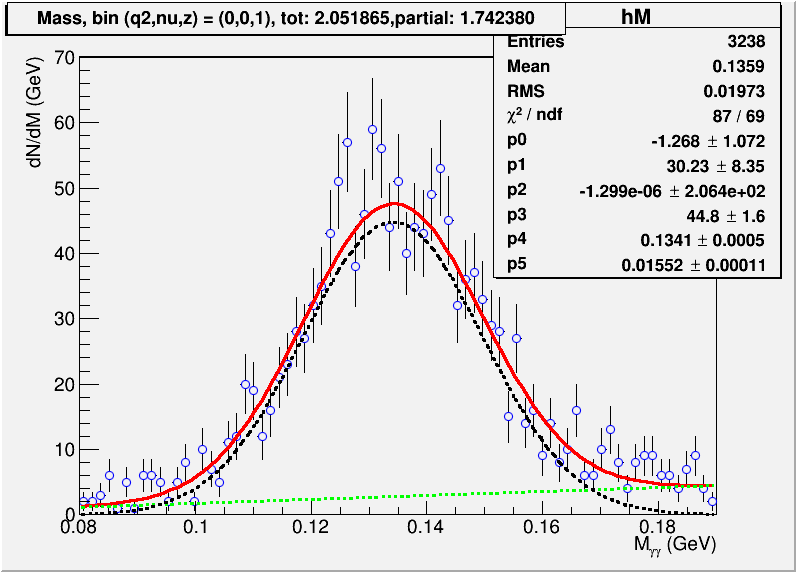 Mass, bin (q2,nu,z) = (0,0,1), tot: 2.051865,partial: 1.742380
hM
Entries 3238
Mean 0.1359
RMS 0.01973
χ² / ndf 87 / 69
p0 -1.268 ± 1.072
p1 30.23 ± 8.35
p2 -1.299e-06 ± 2.064e+02
p3 44.8 ± 1.6
p4 0.1341 ± 0.0005
p5 0.01552 ± 0.00011
dN/dM (GeV)
70
60
50
40
30
20
10
0
0.08 0.1 0.12 0.14 0.16 0.18
Mγγ (GeV)